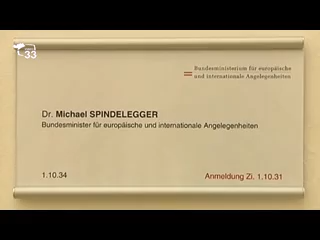 33
Bundesministerium für europäische
und internationale Angelegenheiten
Dr. Michael SPINDELEGGER
Bundesminister für europäische und internationale Angelegenheiten
1.10.34
Anmeldung Zi. 1.10.31